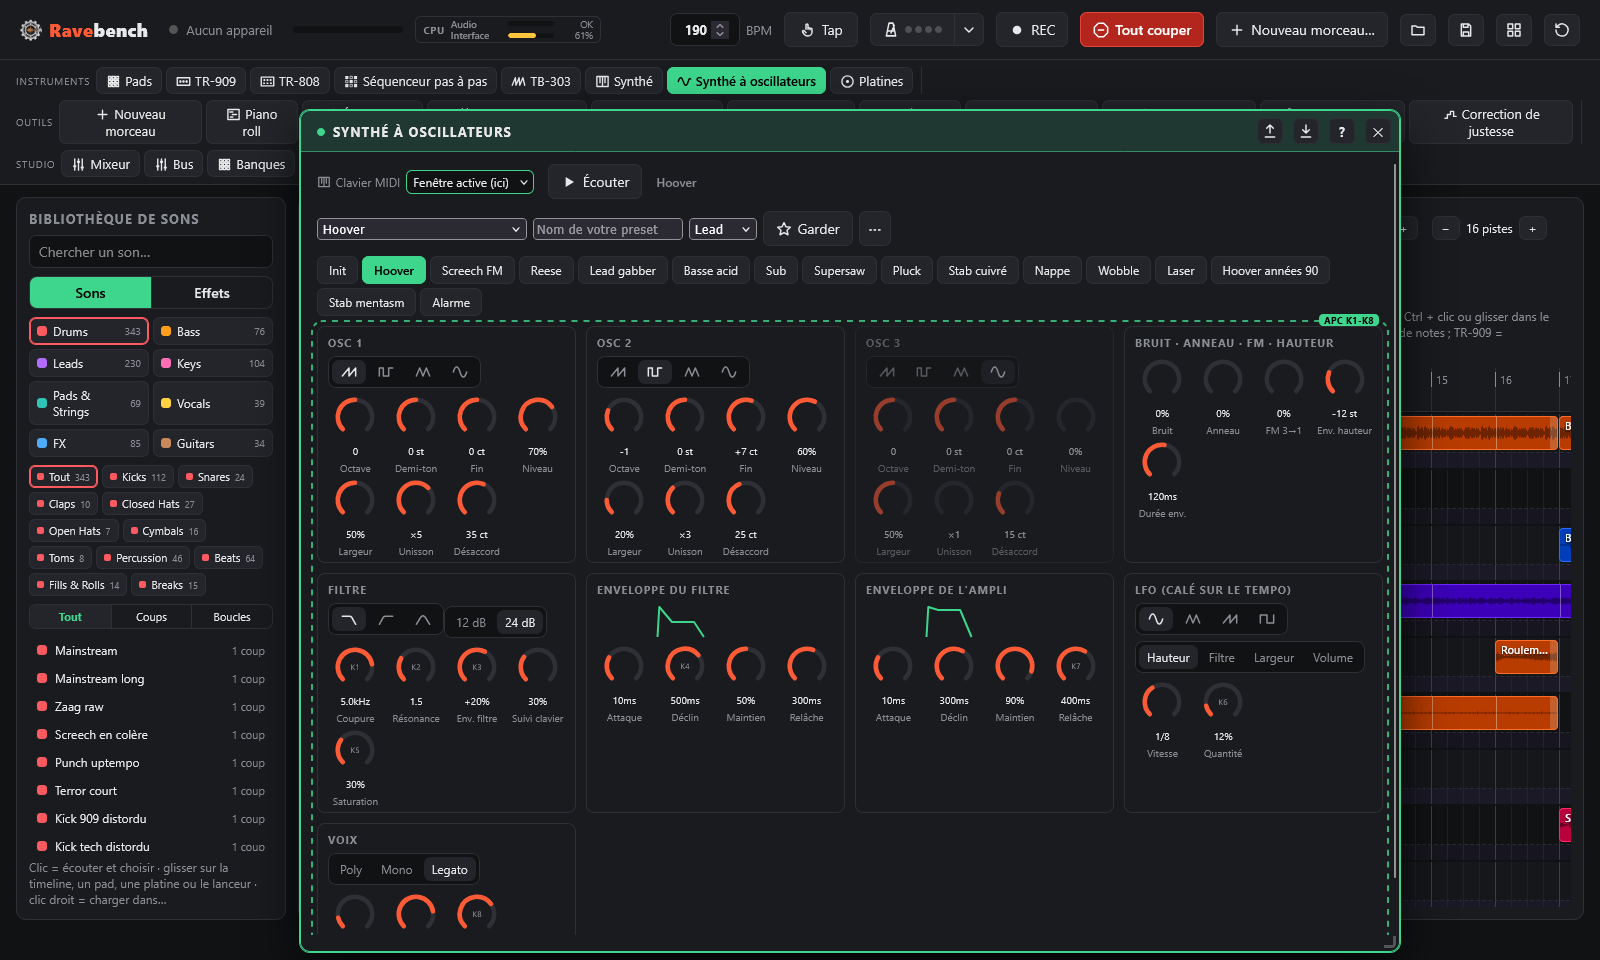 Ravebench
Aucun appareil
CPU Audio OK
Interface 61%
190 BPM
Tap
REC
Tout couper
+ Nouveau morceau...
INSTRUMENTS Pads TR-909 TR-808 Séquenceur pas à pas TB-303 Synthé Synthé à oscillateurs Platines
OUTILS + Nouveau morceau Piano roll Correction de justesse
STUDIO Mixeur Bus Banques
SYNTHÉ À OSCILLATEURS ?
Clavier MIDI Fenêtre active (ici) Écouter Hoover
Hoover Nom de votre preset Lead Garder ...
Init Hoover Screech FM Reese Lead gabber Basse acid Sub Supersaw Pluck Stab cuivré Nappe Wobble Laser Hoover années 90
Stab mentasm Alarme
APC K1-K8
OSC 1
0 0 st 0 ct 70%
Octave Demi-ton Fin Niveau
50% ×5 35 ct
Largeur Unisson Désaccord
OSC 2
-1 0 st +7 ct 60%
Octave Demi-ton Fin Niveau
20% ×3 25 ct
Largeur Unisson Désaccord
OSC 3
0 0 st 0 ct 0%
Octave Demi-ton Fin Niveau
50% ×1 15 ct
Largeur Unisson Désaccord
BRUIT · ANNEAU · FM · HAUTEUR
0% 0% 0% -12 st
Bruit Anneau FM 3→1 Env. hauteur
120ms
Durée env.
FILTRE
12 dB 24 dB
K1 K2 K3
5.0kHz 1.5 +20% 30%
Coupure Résonance Env. filtre Suivi clavier
K5
30%
Saturation
ENVELOPPE DU FILTRE
K4
10ms 500ms 50% 300ms
Attaque Déclin Maintien Relâche
ENVELOPPE DE L'AMPLI
K7
10ms 300ms 90% 400ms
Attaque Déclin Maintien Relâche
LFO (CALÉ SUR LE TEMPO)
Hauteur Filtre Largeur Volume
K6
1/8 12%
Vitesse Quantité
VOIX
Poly Mono Legato
K8
BIBLIOTHÈQUE DE SONS
Chercher un son...
Sons Effets
Drums 343 Bass 76
Leads 230 Keys 104
Pads & Strings 69 Vocals 39
FX 85 Guitars 34
Tout 343 Kicks 112 Snares 24
Claps 10 Closed Hats 27
Open Hats 7 Cymbals 16
Toms 8 Percussion 46 Beats 64
Fills & Rolls 14 Breaks 15
Tout Coups Boucles
Mainstream 1 coup
Mainstream long 1 coup
Zaag raw 1 coup
Screech en colère 1 coup
Punch uptempo 1 coup
Terror court 1 coup
Kick 909 distordu 1 coup
Kick tech distordu 1 coup
Clic = écouter et choisir · glisser sur la
timeline, un pad, une platine ou le lanceur ·
clic droit = charger dans...
+ − 16 pistes +
Ctrl + clic ou glisser dans le
de notes ; TR-909 =
15 16
Roulem...